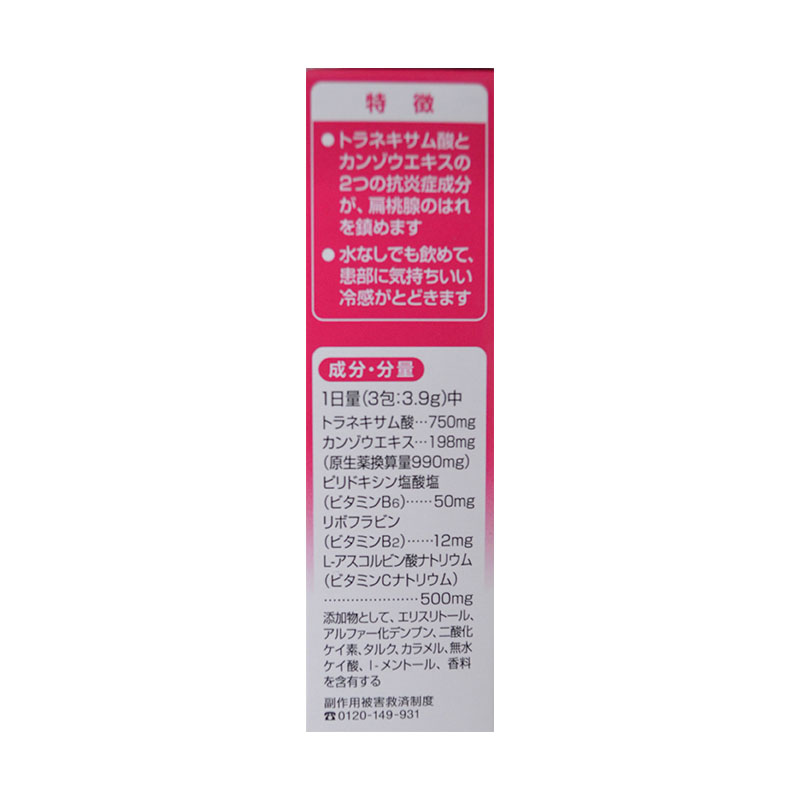 特徴
●トラネキサム酸と
カンゾウエキスの
2つの抗炎症成分
が、扁桃腺のはれ
を鎮めます
●水なしでも飲めて、
患部に気持ちいい
冷感がとどきます
成分・分量
1日量(3包:3.9g)中
トラネキサム酸…750mg
カンゾウエキス…198mg
(原生薬換算量990mg)
ピリドキシン塩酸塩
(ビタミンB6)……50mg
リボフラビン
(ビタミンB2)……12mg
L-アスコルビン酸ナトリウム
(ビタミンCナトリウム)
…………………500mg
添加物として、エリスリトール、
アルファー化デンプン、二酸化
ケイ素、タルク、カラメル、無水
ケイ酸、l-メントール、香料
を含有する
副作用被害救済制度
☎0120-149-931